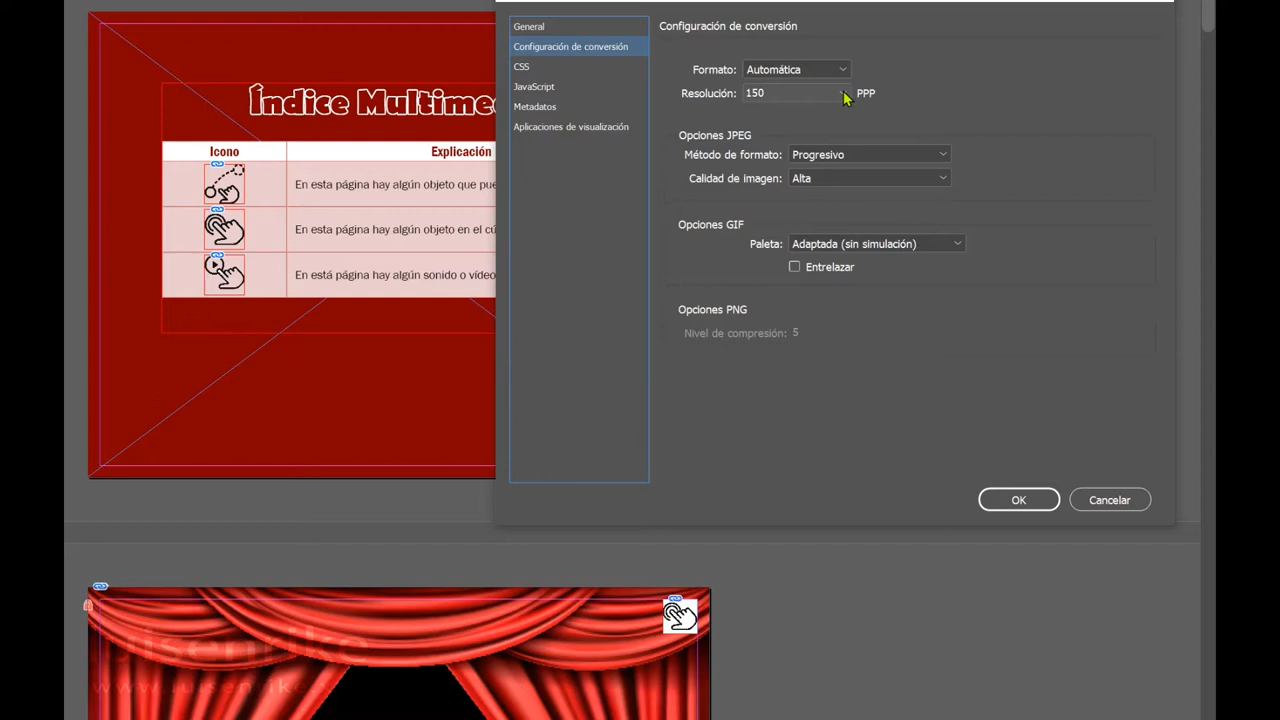 General
Configuración de conversión
CSS
JavaScript
Metadatos
Aplicaciones de visualización
Configuración de conversión
Formato: Automática
Resolución: 150 PPP
Opciones JPEG
Método de formato: Progresivo
Calidad de imagen: Alta
Opciones GIF
Paleta: Adaptada (sin simulación)
Entrelazar
Opciones PNG
Nivel de compresión: 5
OK
Cancelar
Índice Multime
Icono
Explicación
En esta página hay algún objeto que pue
En esta página hay algún objeto en el cu
En está página hay algún sonido o vídeo
luisenrike
www.luisenrike